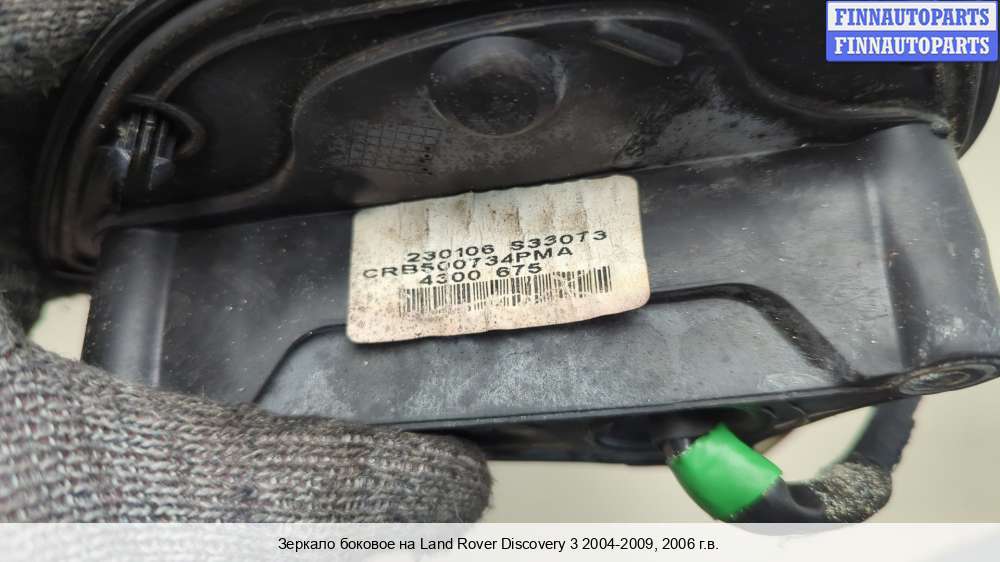 FINNAUTOPARTS
FINNAUTOPARTS
230106 S33073
CRB500734PMA
4300 675
Зеркало боковое на Land Rover Discovery 3 2004-2009, 2006 г.в.